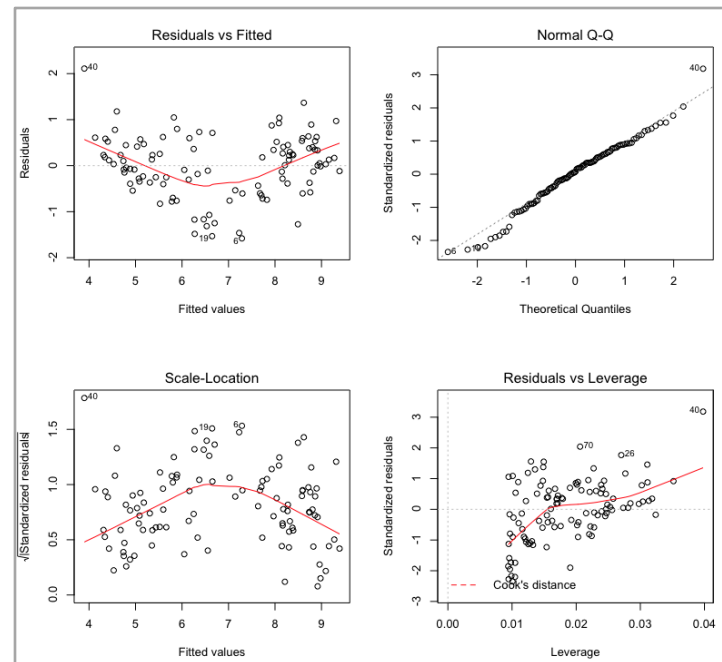 Residuals vs Fitted
Residuals
2
1
0
-1
-2
40
19
6
4 5 6 7 8 9
Fitted values
Normal Q-Q
Standardized residuals
3
2
1
0
-1
-2
40
6
-2 -1 0 1 2
Theoretical Quantiles
Scale-Location
√|Standardized residuals|
1.5
1.0
0.5
0.0
40
19
6
4 5 6 7 8 9
Fitted values
Residuals vs Leverage
Standardized residuals
3
2
1
0
-1
-2
-3
40
70
26
Cook's distance
0.00 0.01 0.02 0.03 0.04
Leverage